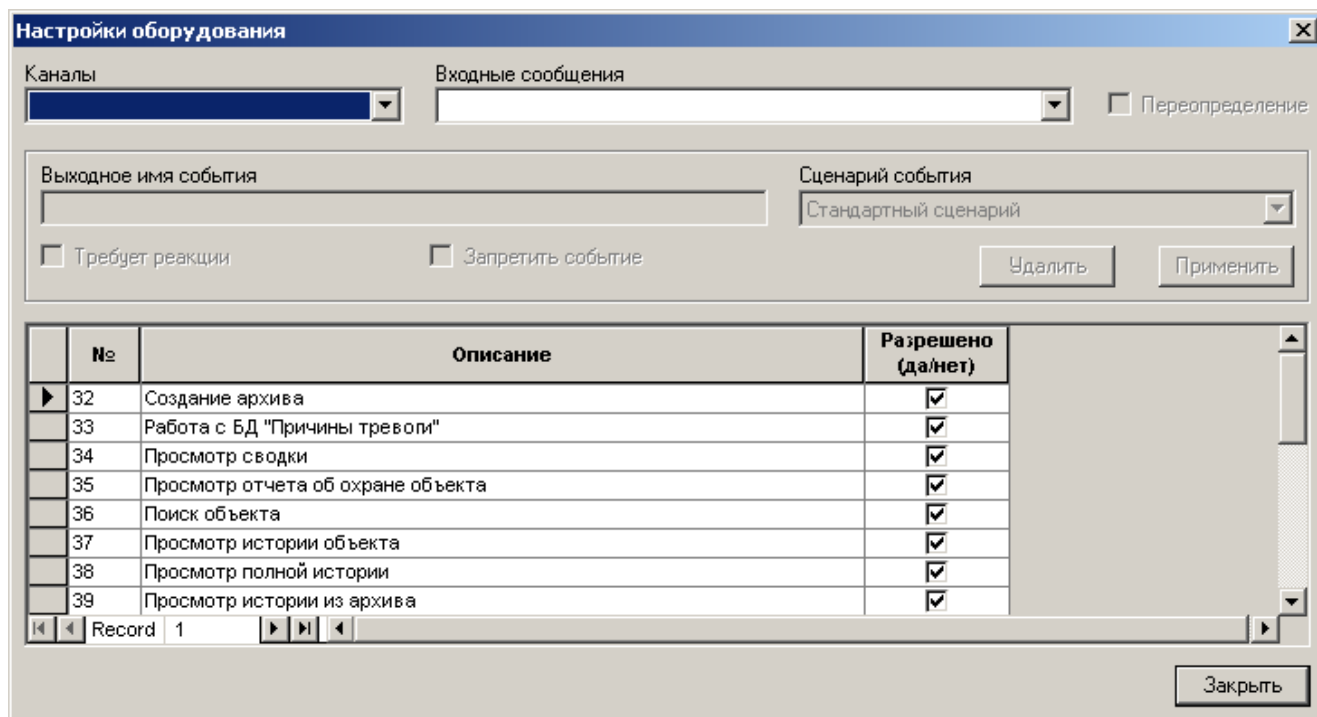 Настройки оборудования
Каналы Входные сообщения
Переопределение
Выходное имя события Сценарий события
Стандартный сценарий
Требует реакции Запретить событие Удалить Применить
№ Описание Разрешено
(да/нет)
32 Создание архива
33 Работа с БД "Причины тревоги"
34 Просмотр сводки
35 Просмотр отчета об охране объекта
36 Поиск объекта
37 Просмотр истории объекта
38 Просмотр полной истории
39 Просмотр истории из архива
Record 1
Закрыть